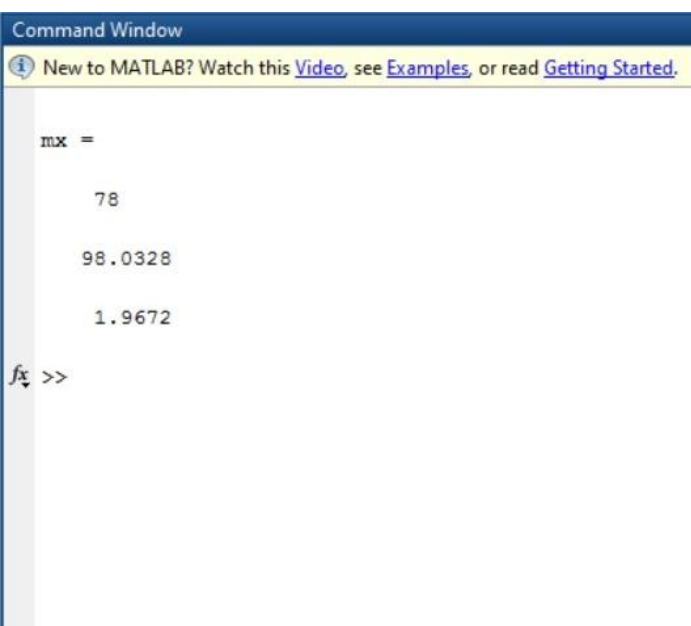 Command Window
New to MATLAB? Watch this Video, see Examples, or read Getting Started.
mx =
78
98.0328
1.9672
fx >>